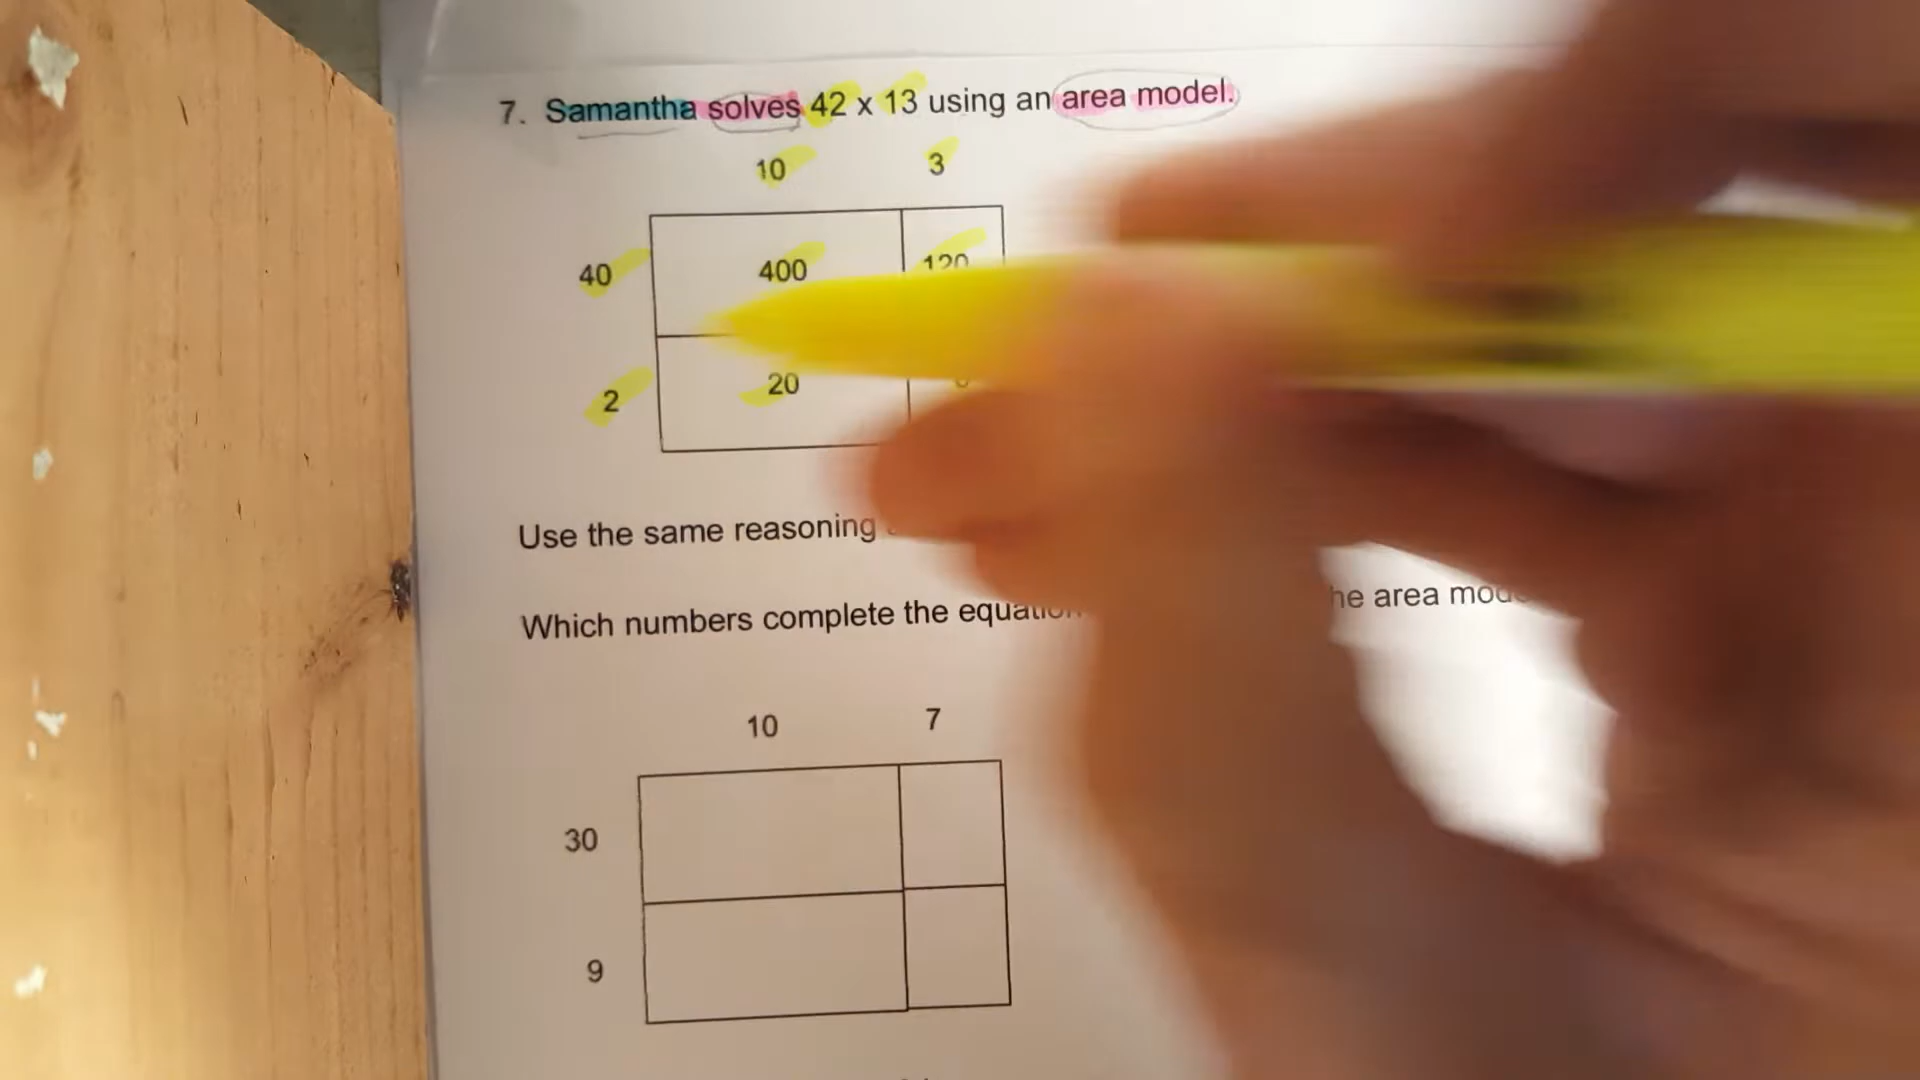 7. Samantha solves 42 x 13 using an area model.
10 3
40 400 120
2 20
Use the same reasoning
Which numbers complete the equation he area
10 7
30
9